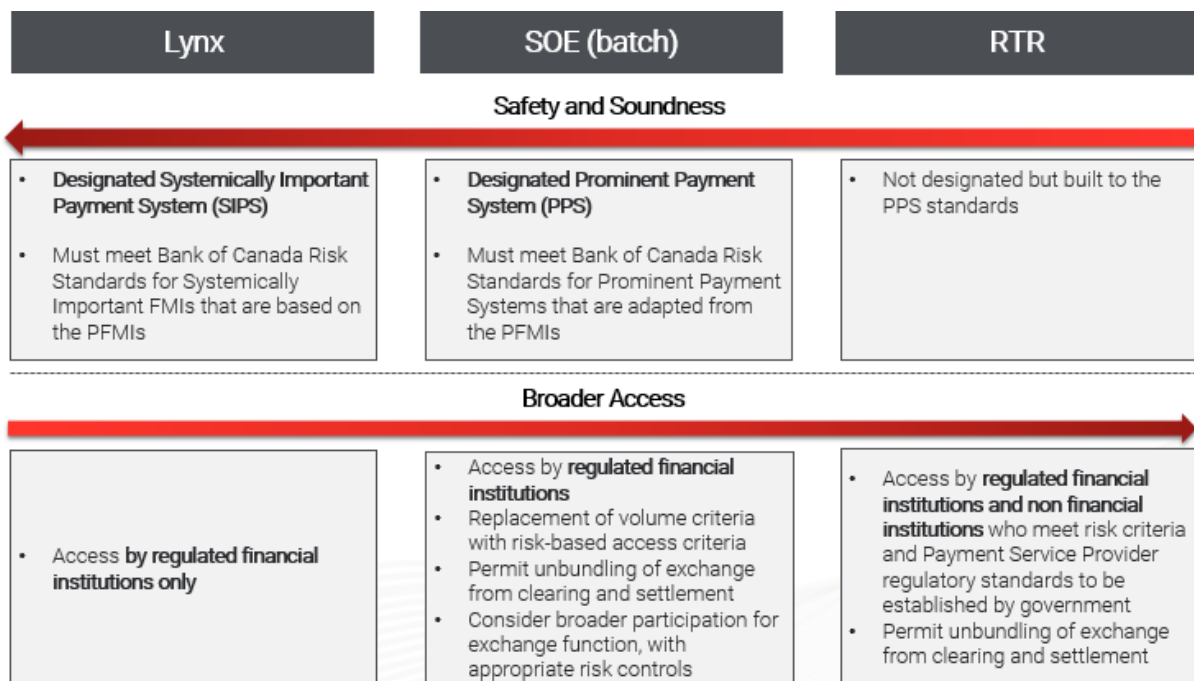 Lynx
SOE (batch)
RTR
Safety and Soundness
• Designated Systemically Important
Payment System (SIPS)
• Must meet Bank of Canada Risk
Standards for Systemically
Important FMIs that are based on
the PFMIs
• Designated Prominent Payment
System (PPS)
• Must meet Bank of Canada Risk
Standards for Prominent Payment
Systems that are adapted from
the PFMIs
• Not designated but built to the
PPS standards
Broader Access
• Access by regulated financial
institutions only
• Access by regulated financial
institutions
• Replacement of volume criteria
with risk-based access criteria
• Permit unbundling of exchange
from clearing and settlement
• Consider broader participation for
exchange function, with
appropriate risk controls
• Access by regulated financial
institutions and non financial
institutions who meet risk criteria
and Payment Service Provider
regulatory standards to be
established by government
• Permit unbundling of exchange
from clearing and settlement